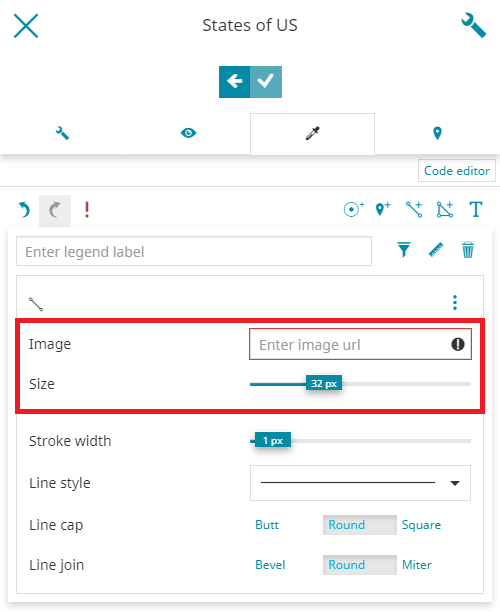 States of US
Code editor
T
Enter legend label
Image
Enter image url
Size
32 px
Stroke width
1 px
Line style
Line cap
Butt Round Square
Line join
Bevel Round Miter